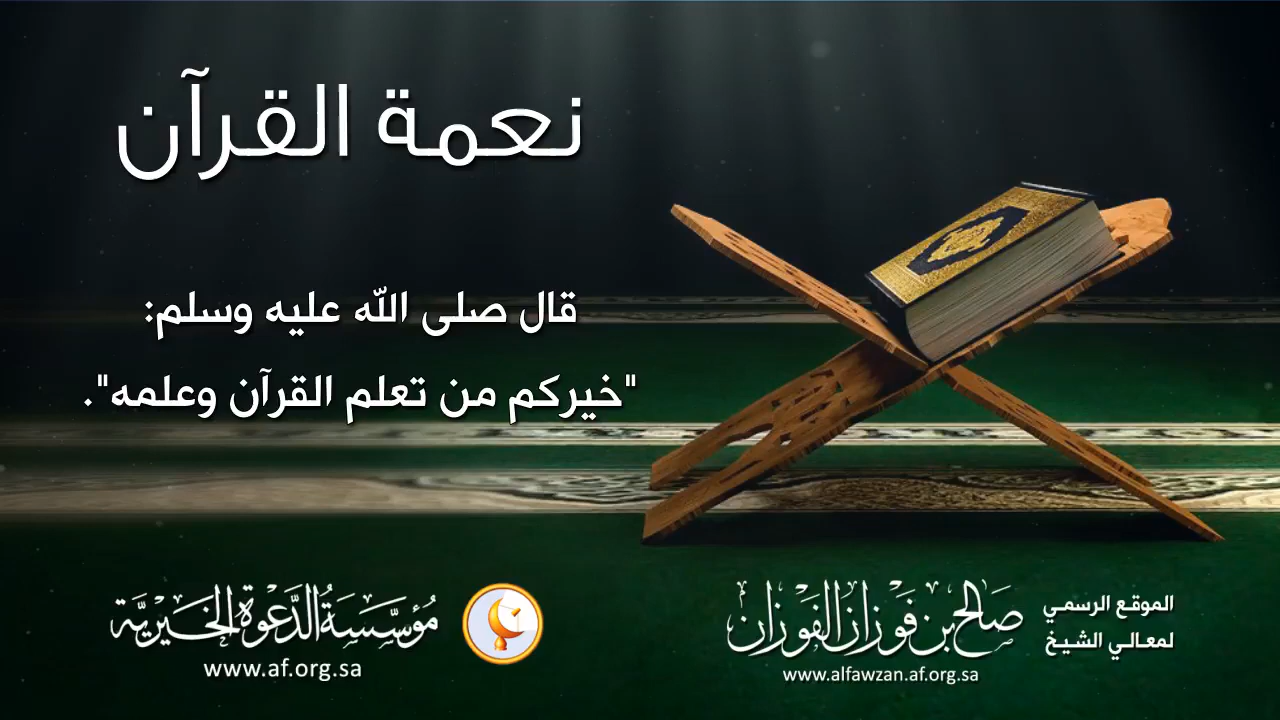 نعمة القرآن
قال صلى الله عليه وسلم:
"خيركم من تعلم القرآن وعلمه".
الموقع الرسمي
لمعالي الشيخ
صالح بن فوزان الفوزان
www.alfawzan.af.org.sa
مؤسسة الدعوة الخيرية
www.af.org.sa